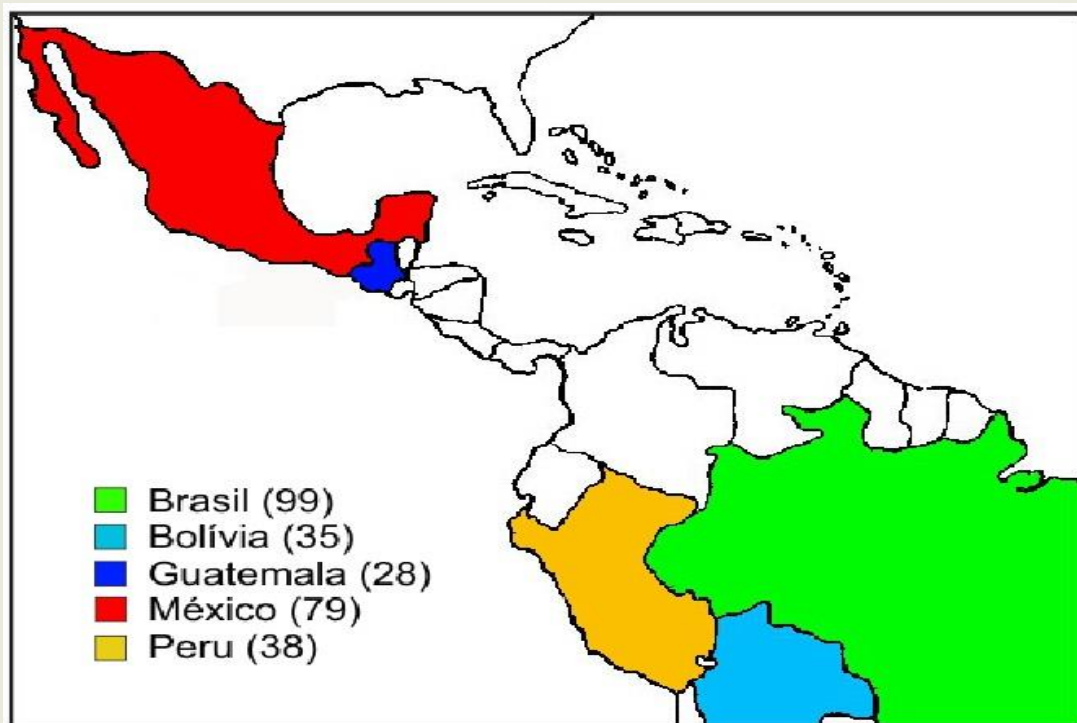 Brasil (99)
Bolívia (35)
Guatemala (28)
México (79)
Peru (38)